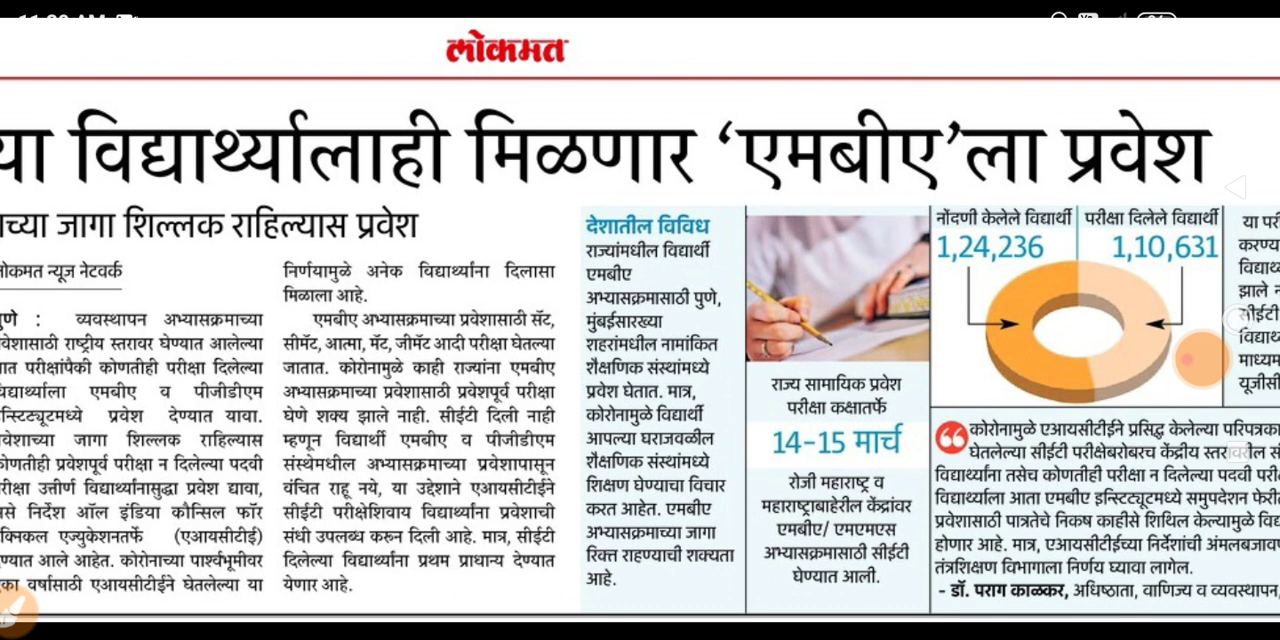 लोकमत
विद्यार्थ्यालाही मिळणार ‘एमबीए’ला प्रवेश
जागा शिल्लक राहिल्यास प्रवेश
लोकमत न्यूज नेटवर्क
पुणे : व्यवस्थापन अभ्यासक्रमाच्या
प्रवेशासाठी राष्ट्रीय स्तरावर घेण्यात आलेल्या
सात परीक्षांपैकी कोणतीही परीक्षा दिलेल्या
विद्यार्थ्याला एमबीए व पीजीडीएम
इन्स्टिट्यूटमध्ये प्रवेश देण्यात यावा.
प्रवेशाच्या जागा शिल्लक राहिल्यास
कोणतीही प्रवेशपूर्व परीक्षा न दिलेल्या पदवी
परीक्षा उत्तीर्ण विद्यार्थ्यांनासुद्धा प्रवेश द्यावा,
असे निर्देश ऑल इंडिया कौन्सिल फॉर
टेक्निकल एज्युकेशनतर्फे (एआयसीटीई)
देण्यात आले आहेत. कोरोनाच्या पार्श्वभूमीवर
एका वर्षासाठी एआयसीटीईने घेतलेल्या या
निर्णयामुळे अनेक विद्यार्थ्यांना दिलासा
मिळाला आहे.
एमबीए अभ्यासक्रमाच्या प्रवेशासाठी सॅट,
सीमॅट, आत्मा, मॅट, जीमॅट आदी परीक्षा घेतल्या
जातात. कोरोनामुळे काही राज्यांना एमबीए
अभ्यासक्रमाच्या प्रवेशासाठी प्रवेशपूर्व परीक्षा
घेणे शक्य झाले नाही. सीईटी दिली नाही
म्हणून विद्यार्थी एमबीए व पीजीडीएम
संस्थेमधील अभ्यासक्रमाच्या प्रवेशापासून
वंचित राहू नये, या उद्देशाने एआयसीटीईने
सीईटी परीक्षेशिवाय विद्यार्थ्यांना प्रवेशाची
संधी उपलब्ध करून दिली आहे. मात्र, सीईटी
दिलेल्या विद्यार्थ्यांना प्रथम प्राधान्य देण्यात
येणार आहे.
देशातील विविध
राज्यांमधील विद्यार्थी
एमबीए
अभ्यासक्रमासाठी पुणे,
मुंबईसारख्या
शहरांमधील नामांकित
शैक्षणिक संस्थांमध्ये
प्रवेश घेतात. मात्र,
कोरोनामुळे विद्यार्थी
आपल्या घराजवळील
शैक्षणिक संस्थांमध्ये
शिक्षण घेण्याचा विचार
करत आहेत. एमबीए
अभ्यासक्रमाच्या जागा
रिक्त राहण्याची शक्यता
आहे.
राज्य सामायिक प्रवेश
परीक्षा कक्षातर्फे
14-15 मार्च
रोजी महाराष्ट्र व
महाराष्ट्राबाहेरील केंद्रांवर
एमबीए/ एमएमएस
अभ्यासक्रमासाठी सीईटी
घेण्यात आली.
नोंदणी केलेले विद्यार्थी
1,24,236
परीक्षा दिलेले विद्यार्थी
1,10,631
या
झाले
सीईटी
कोरोनामुळे एआयसीटीईने प्रसिद्ध केलेल्या
घेतलेल्या सीईटी परीक्षेबरोबरच केंद्रीय स्तरावरील
विद्यार्थ्यांना तसेच कोणतीही परीक्षा न दिलेल्या पदवी
विद्यार्थ्याला आता एमबीए इन्स्टिट्यूटमध्ये समुपदेशन
प्रवेशासाठी पात्रतेचे निकष काहीसे शिथिल केल्यामुळे
होणार आहे. मात्र, एआयसीटीईच्या निर्देशांची
तंत्रशिक्षण विभागाला निर्णय घ्यावा लागेल.
- डॉ. पराग काळकर, अधिष्ठाता, वाणिज्य व व्यवस्थापन,